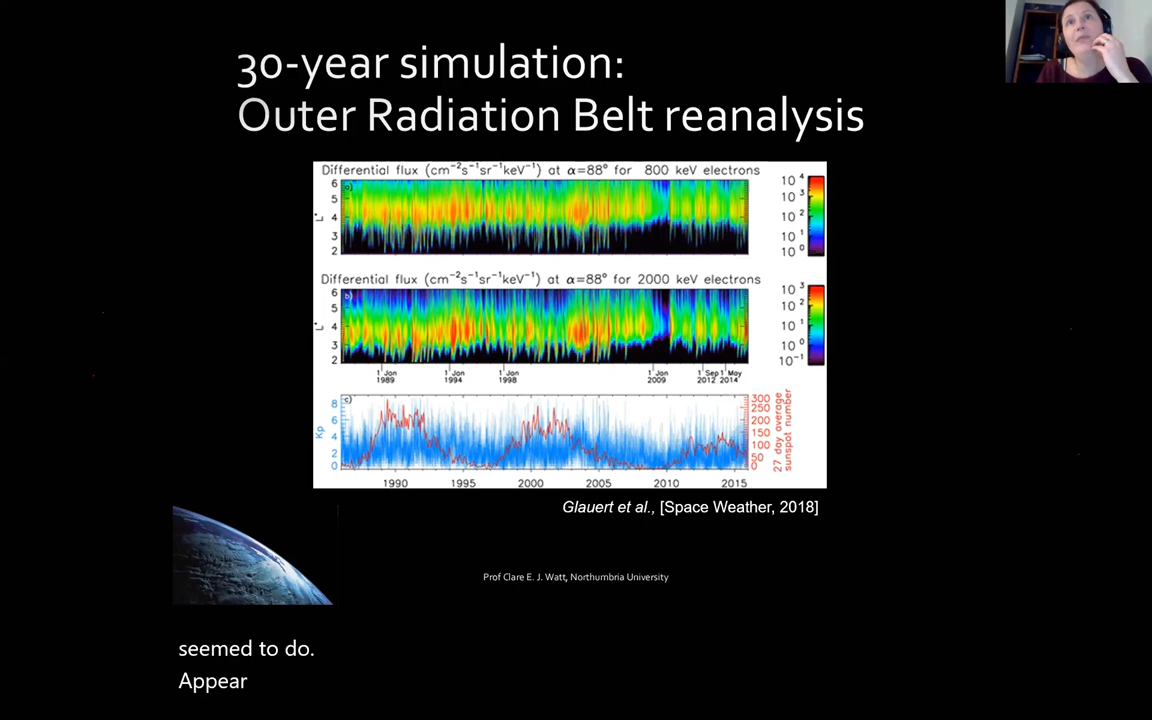 30-year simulation:
Outer Radiation Belt reanalysis
Differential flux (cm⁻²s⁻¹sr⁻¹keV⁻¹) at α=88° for 800 keV electrons
a)
6
5
4
3
2
L*
10⁴
10³
10²
10¹
10⁰
Differential flux (cm⁻²s⁻¹sr⁻¹keV⁻¹) at α=88° for 2000 keV electrons
b)
6
5
4
3
2
L*
10³
10²
10¹
10⁰
10⁻¹
1 Jan 1 Jan 1 Jan 1 Jan 1 Sep 1 May
1989 1994 1998 2009 2012 2014
c)
8
6
4
2
0
Kp
300
250
200
150
100
50
0
27 day average
sunspot number
1990 1995 2000 2005 2010 2015
Glauert et al., [Space Weather, 2018]
Prof Clare E. J. Watt, Northumbria University
seemed to do.
Appear